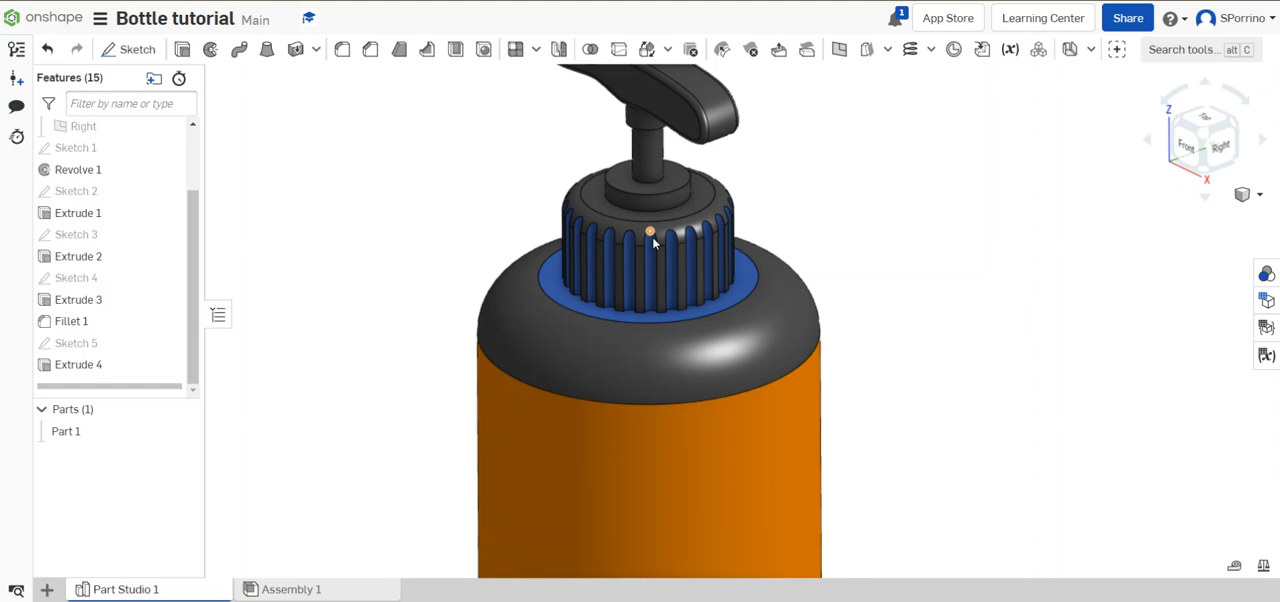 onshape Bottle tutorial Main 1 App Store Learning Center Share SPorrino
Sketch Search tools... alt C
Features (15)
Filter by name or type
Right
Sketch 1
Revolve 1
Sketch 2
Extrude 1
Sketch 3
Extrude 2
Sketch 4
Extrude 3
Fillet 1
Sketch 5
Extrude 4
Parts (1)
Part 1
Z
Top
Front Right
X
Part Studio 1 Assembly 1